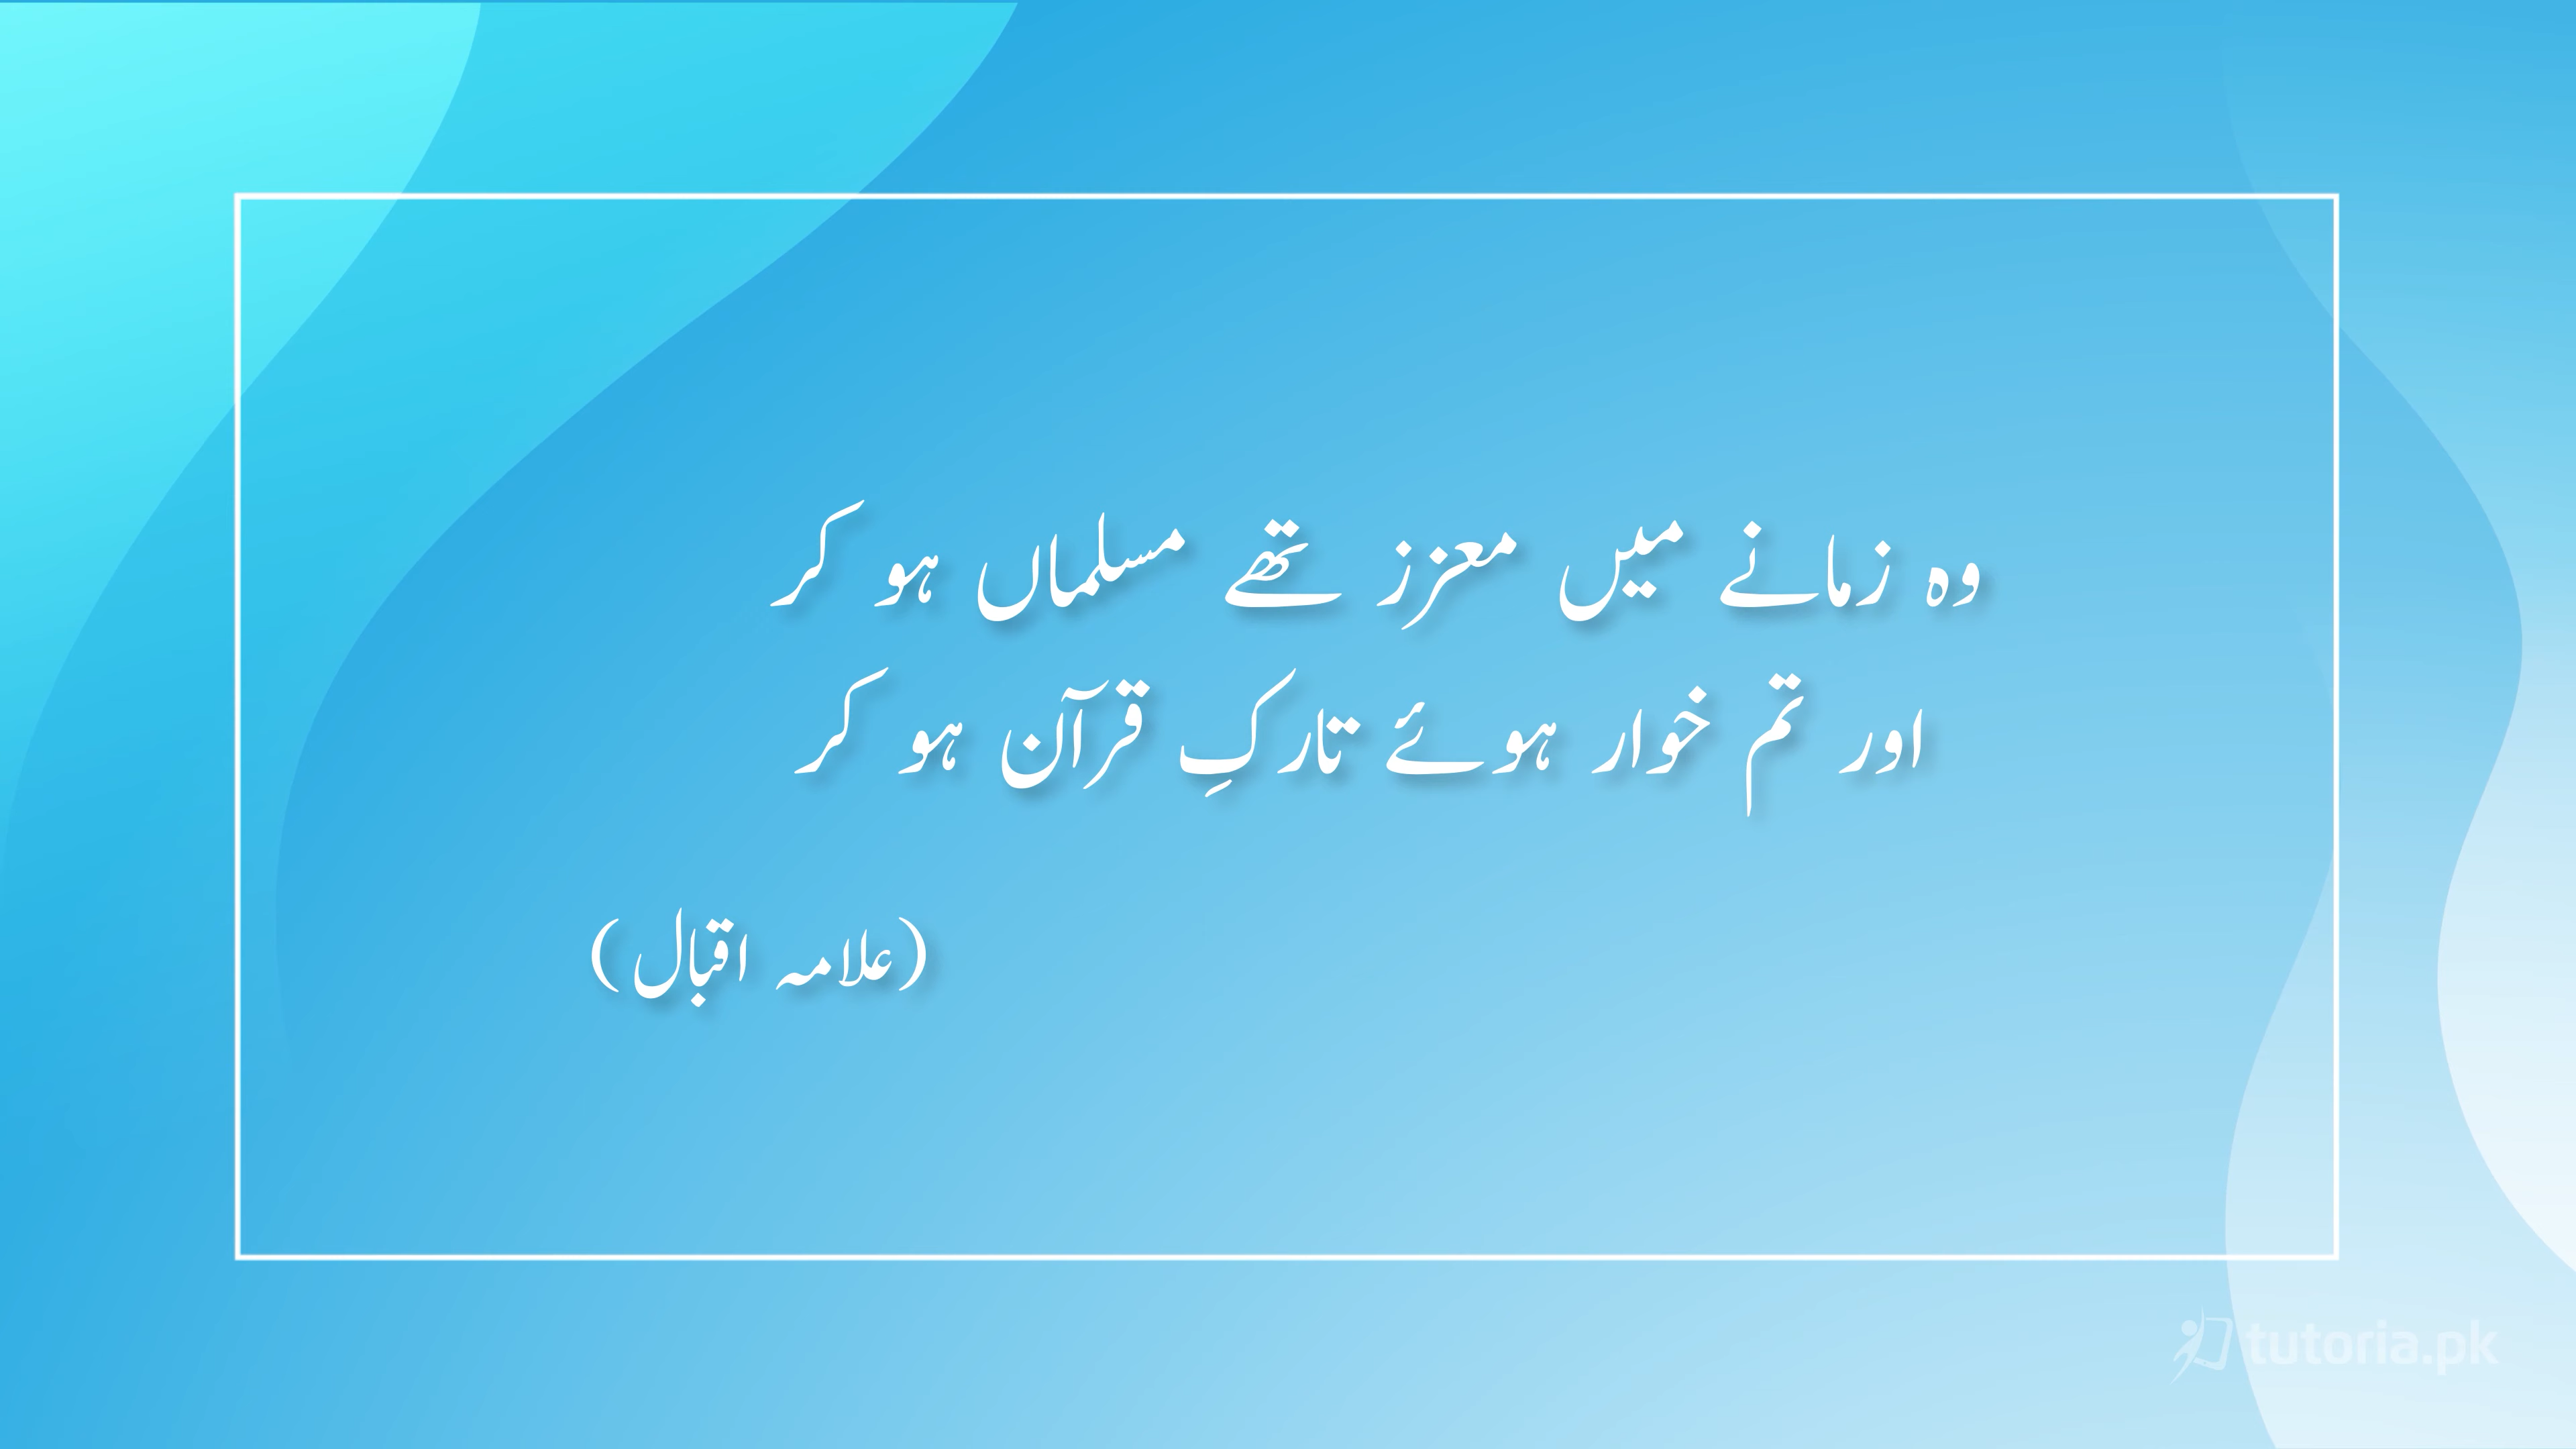 وہ زمانے میں معزز تھے مسلماں ہو کر
اور تم خوار ہوئے تارکِ قرآن ہو کر
(علامہ اقبال)
tutoria.pk